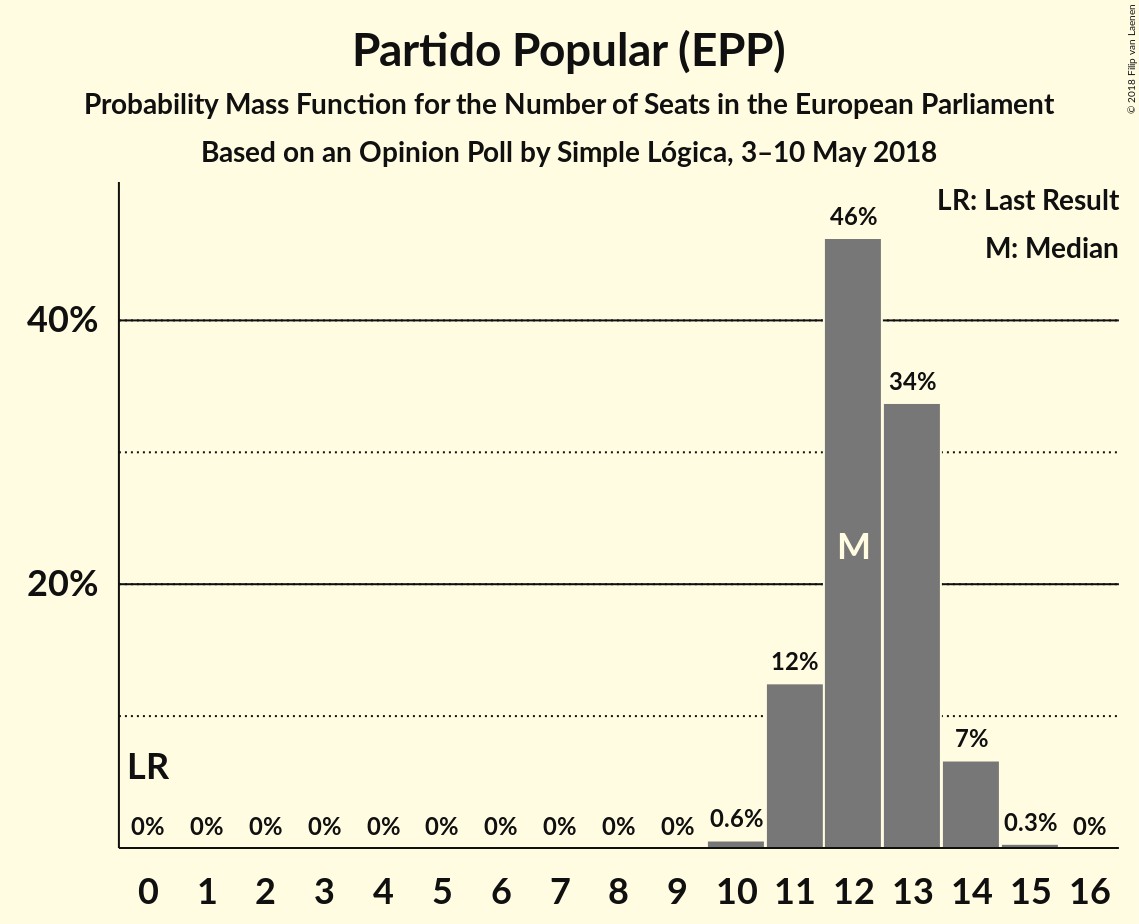 Partido Popular (EPP)
Probability Mass Function for the Number of Seats in the European Parliament
Based on an Opinion Poll by Simple Lógica, 3–10 May 2018
© 2018 Filip van Laenen
LR: Last Result
M: Median
46%
40%
34%
M
20%
12%
7%
LR
0% 0% 0% 0% 0% 0% 0% 0% 0% 0% 0.6% 0.3% 0%
0 1 2 3 4 5 6 7 8 9 10 11 12 13 14 15 16